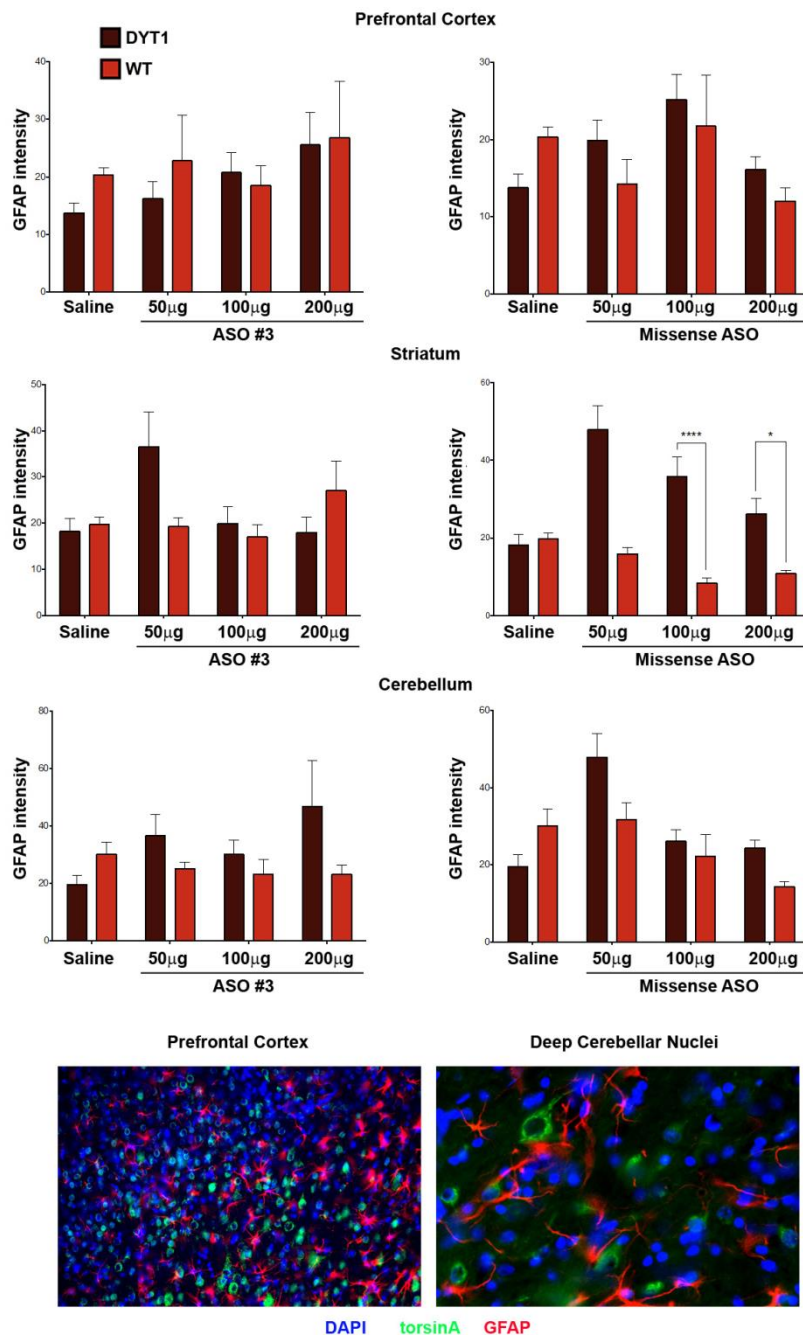 Prefrontal Cortex
DYT1
WT
GFAP intensity
40
30
20
10
0
Saline 50μg 100μg 200μg
ASO #3
GFAP intensity
30
20
10
0
Saline 50μg 100μg 200μg
Missense ASO
Striatum
GFAP intensity
50
40
30
20
10
0
Saline 50μg 100μg 200μg
ASO #3
GFAP intensity
60
40
20
0
**** *
Saline 50μg 100μg 200μg
Missense ASO
Cerebellum
GFAP intensity
80
60
40
20
0
Saline 50μg 100μg 200μg
ASO #3
GFAP intensity
60
40
20
0
Saline 50μg 100μg 200μg
Missense ASO
Prefrontal Cortex Deep Cerebellar Nuclei
DAPI torsinA GFAP